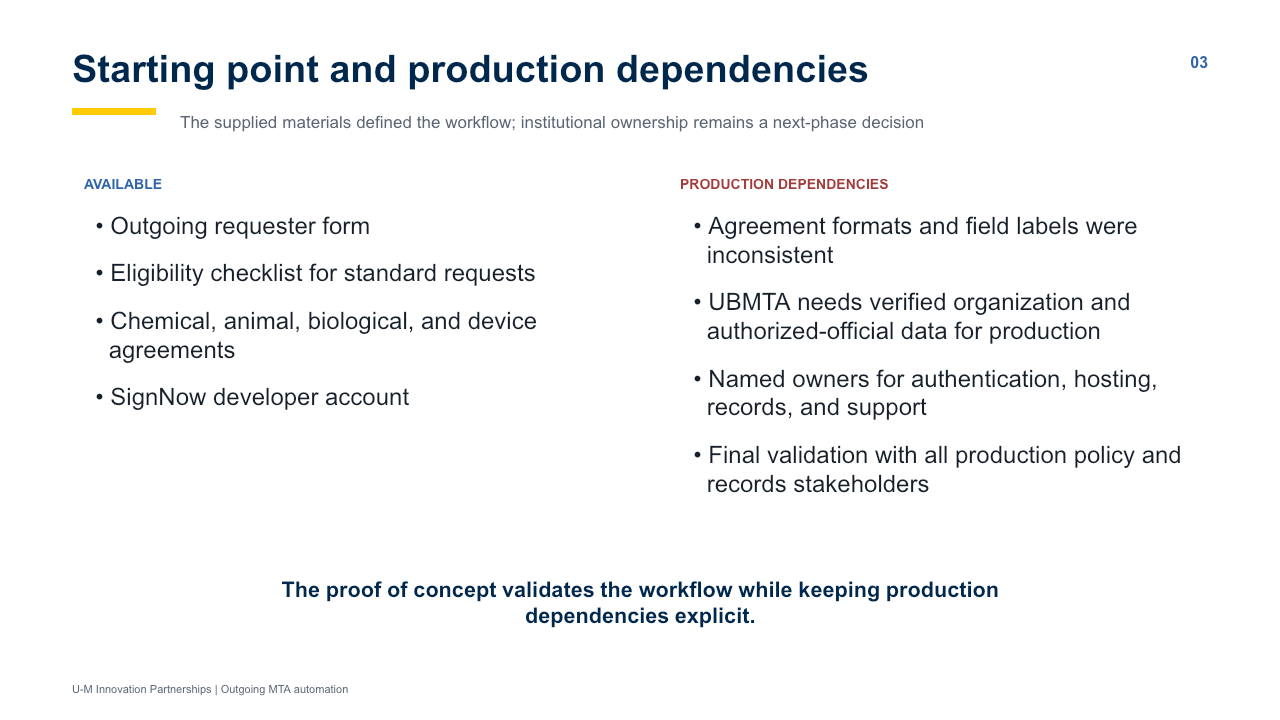 Starting point and production dependencies
03
The supplied materials defined the workflow; institutional ownership remains a next-phase decision
AVAILABLE
• Outgoing requester form
• Eligibility checklist for standard requests
• Chemical, animal, biological, and device
agreements
• SignNow developer account
PRODUCTION DEPENDENCIES
• Agreement formats and field labels were
inconsistent
• UBMTA needs verified organization and
authorized-official data for production
• Named owners for authentication, hosting,
records, and support
• Final validation with all production policy and
records stakeholders
The proof of concept validates the workflow while keeping production
dependencies explicit.
U-M Innovation Partnerships | Outgoing MTA automation